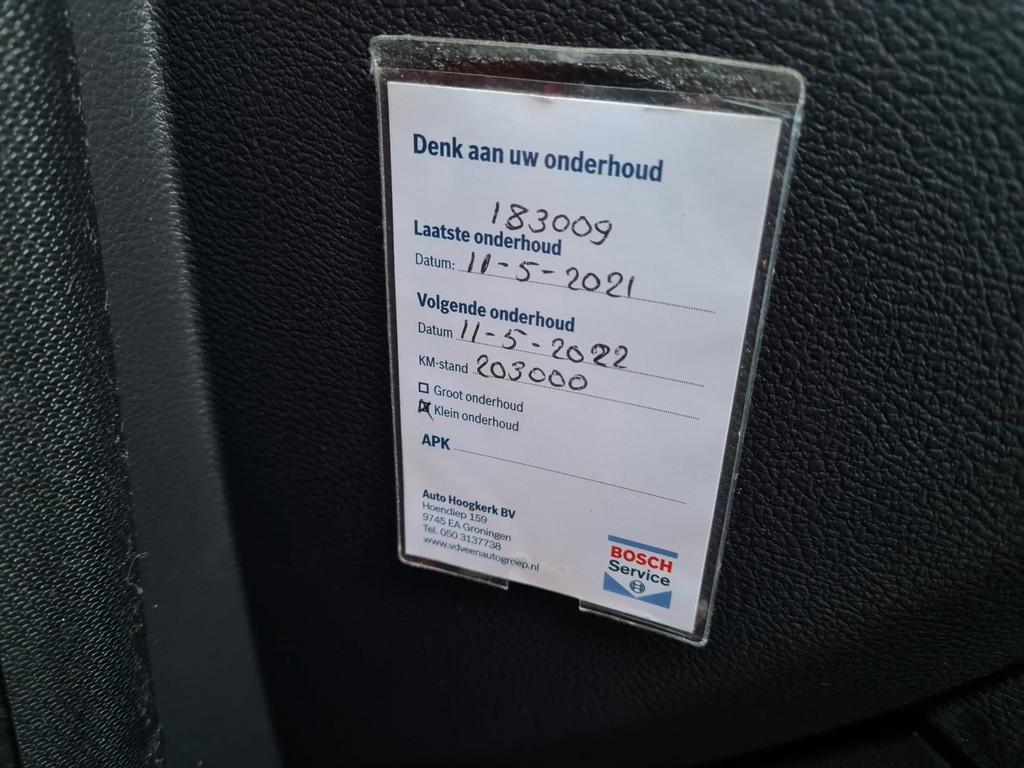 Denk aan uw onderhoud
183009
Laatste onderhoud
Datum: 11-5-2021
Volgende onderhoud
Datum 11-5-2022
KM-stand 203000
Groot onderhoud
Klein onderhoud
APK
Auto Hoogkerk BV
Hoendiep 159
9745 EA Groningen
Tel. 050 3137738
www.vdveenautogroep.nl
BOSCH
Service